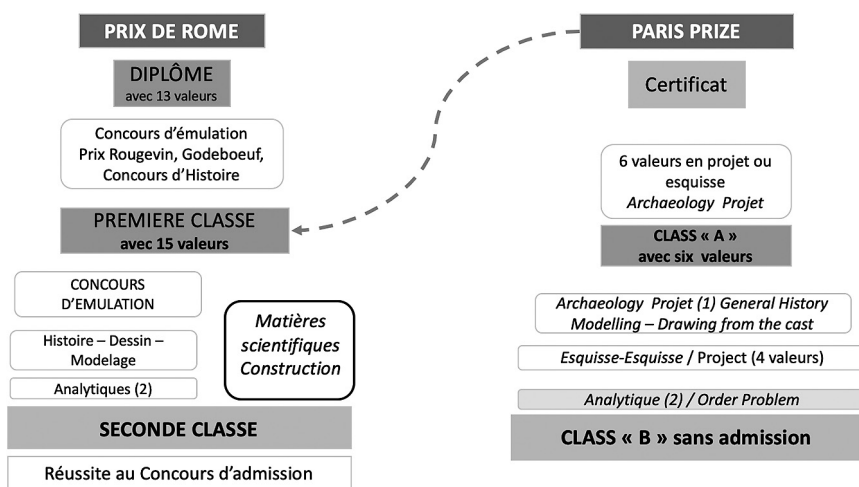 PRIX DE ROME
DIPLÔME
avec 13 valeurs
Concours d’émulation
Prix Rougevin, Godeboeuf,
Concours d’Histoire
PREMIERE CLASSE
avec 15 valeurs
CONCOURS
D’EMULATION
Histoire – Dessin –
Modelage
Analytiques (2)
Matières
scientifiques
Construction
SECONDE CLASSE
Réussite au Concours d’admission
PARIS PRIZE
Certificat
6 valeurs en projet ou
esquisse
Archaeology Projet
CLASS « A »
avec six valeurs
Archaeology Projet (1) General History
Modelling – Drawing from the cast
Esquisse-Esquisse / Project (4 valeurs)
Analytique (2) / Order Problem
CLASS « B » sans admission